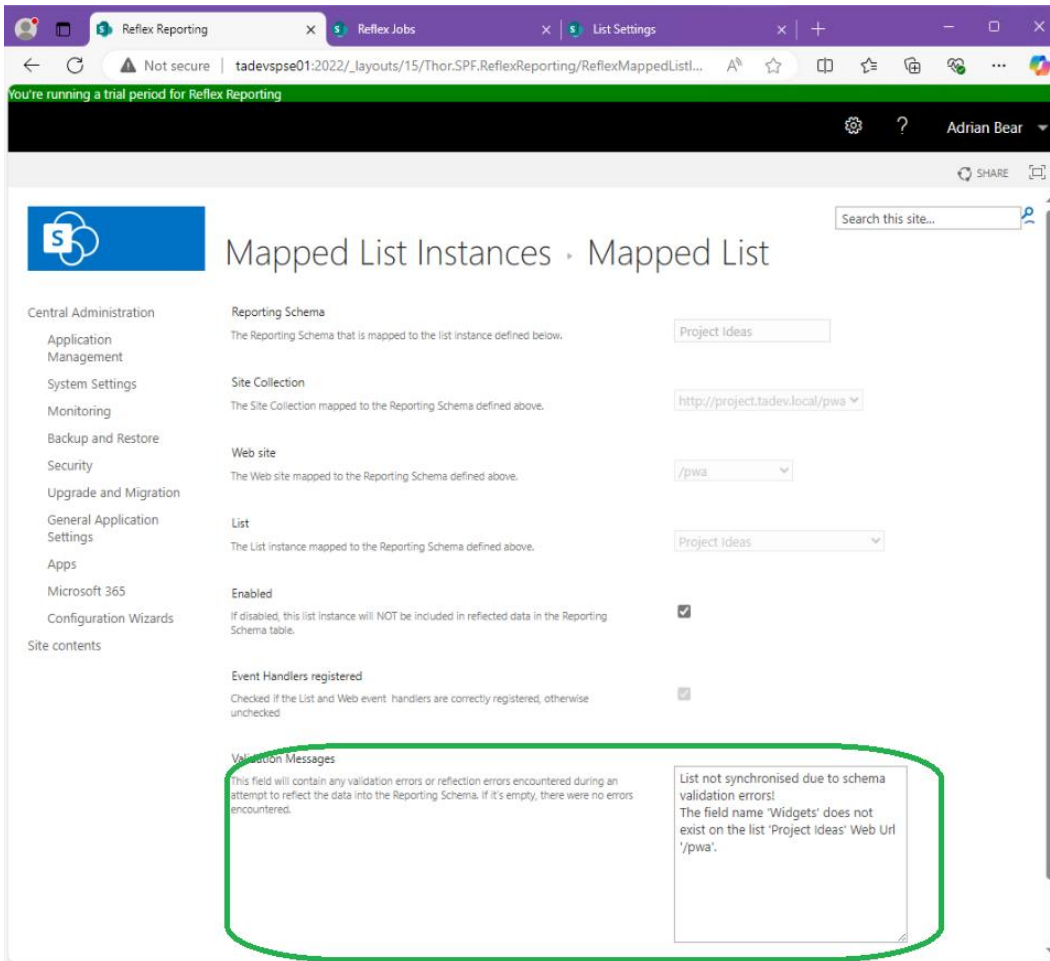 Reflex Reporting
Reflex Jobs
List Settings
Not secure | tadevspse01:2022/_layouts/15/Thor.SPF.ReflexReporting/ReflexMappedListI...
You're running a trial period for Reflex Reporting
? Adrian Bear
SHARE
Search this site...
S
Mapped List Instances › Mapped List
Central Administration
Application
Management
System Settings
Monitoring
Backup and Restore
Security
Upgrade and Migration
General Application
Settings
Apps
Microsoft 365
Configuration Wizards
Site contents
Reporting Schema
The Reporting Schema that is mapped to the list instance defined below.
Project Ideas
Site Collection
The Site Collection mapped to the Reporting Schema defined above.
http://project.tadev.local/pwa
Web site
The Web site mapped to the Reporting Schema defined above.
/pwa
List
The List instance mapped to the Reporting Schema defined above.
Project Ideas
Enabled
If disabled, this list instance will NOT be included in reflected data in the Reporting
Schema table.
Event Handlers registered
Checked if the List and Web event handlers are correctly registered, otherwise
unchecked
Validation Messages
This field will contain any validation errors or reflection errors encountered during an
attempt to reflect the data into the Reporting Schema. If it's empty, there were no errors
encountered.
List not synchronised due to schema
validation errors!
The field name 'Widgets' does not
exist on the list 'Project Ideas' Web Url
'/pwa'.